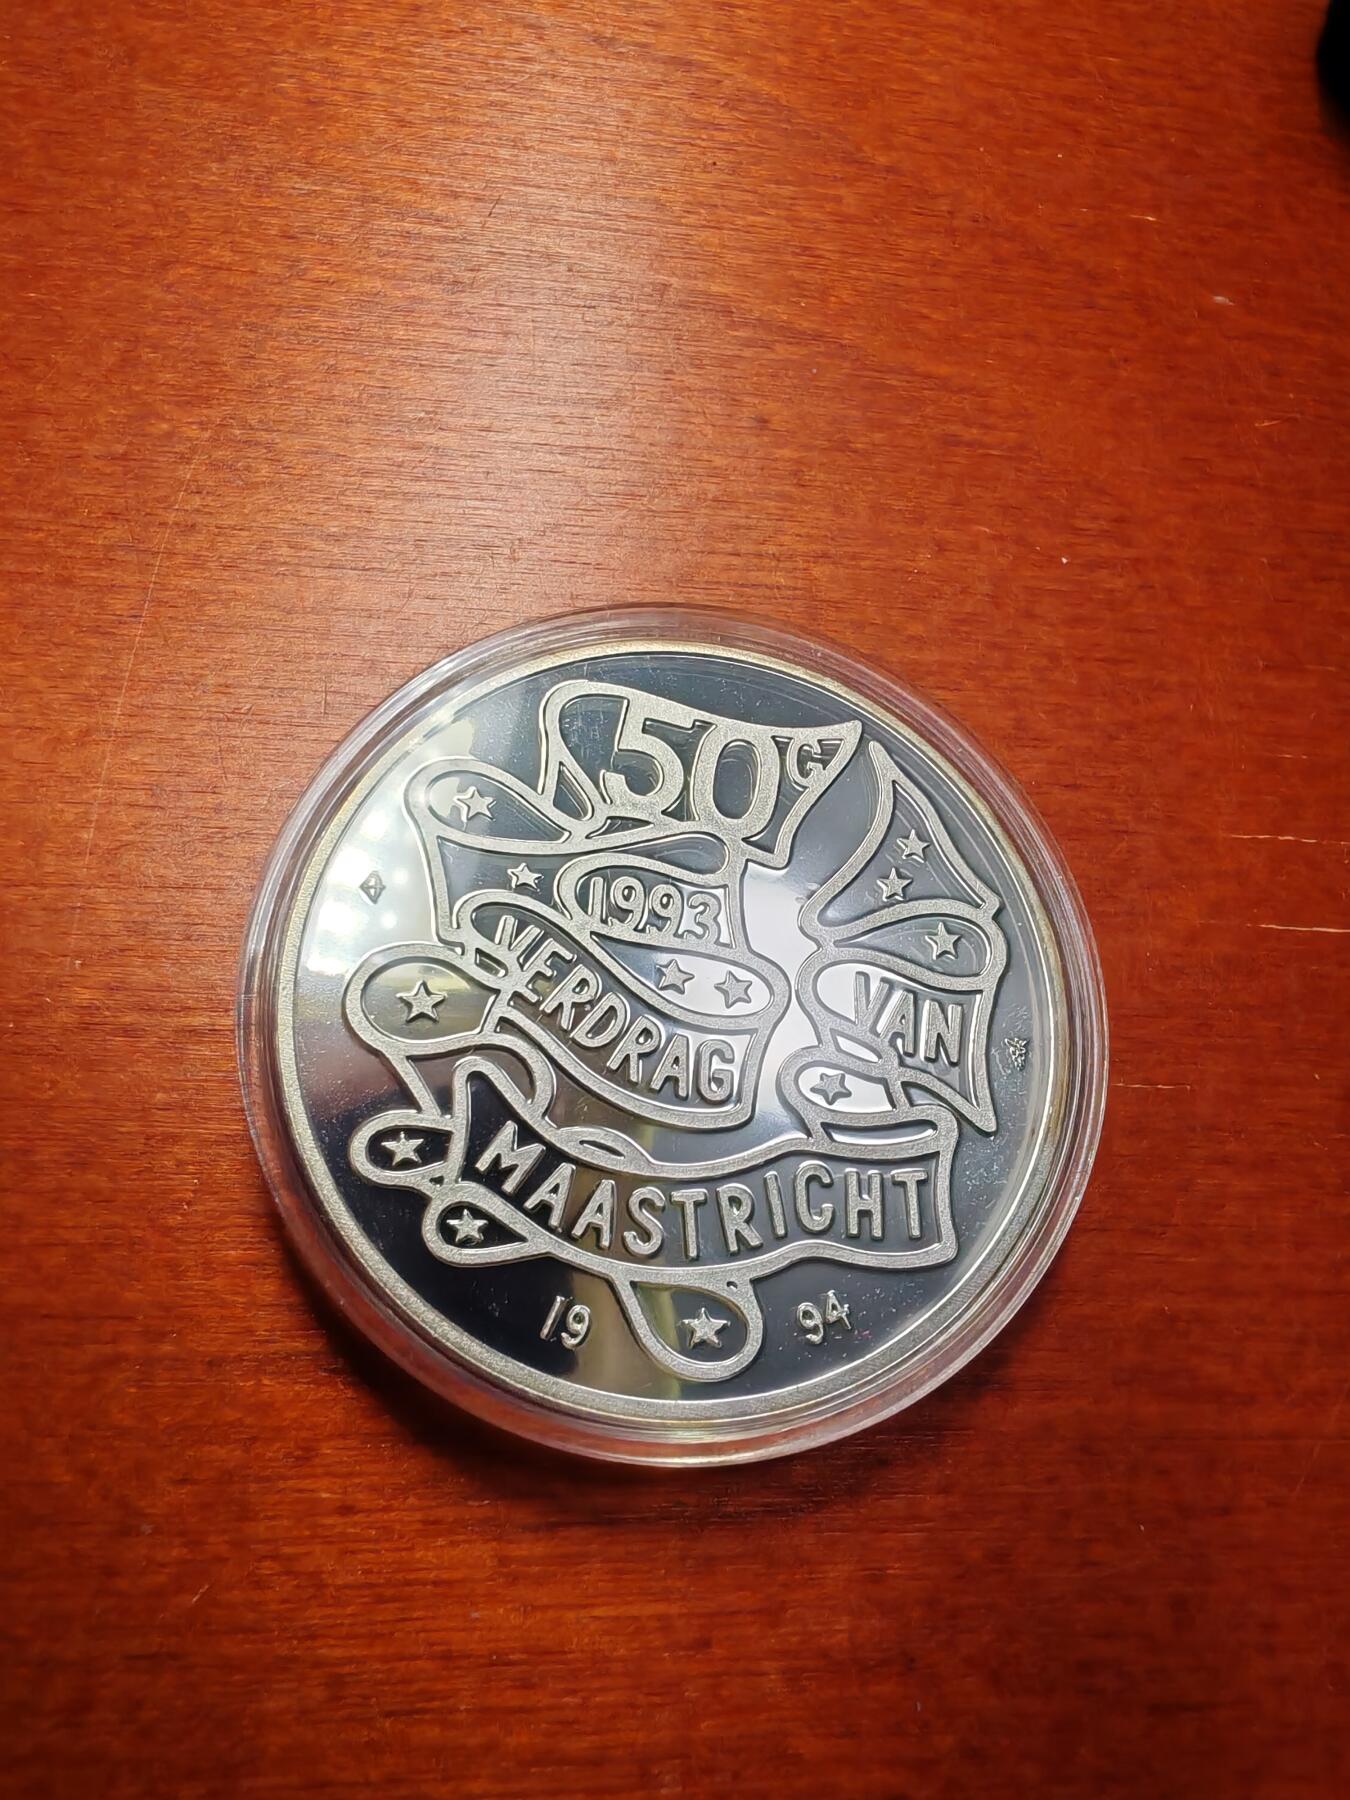 50G
1993
VERDRAG
VAN
MAASTRICHT
19 94